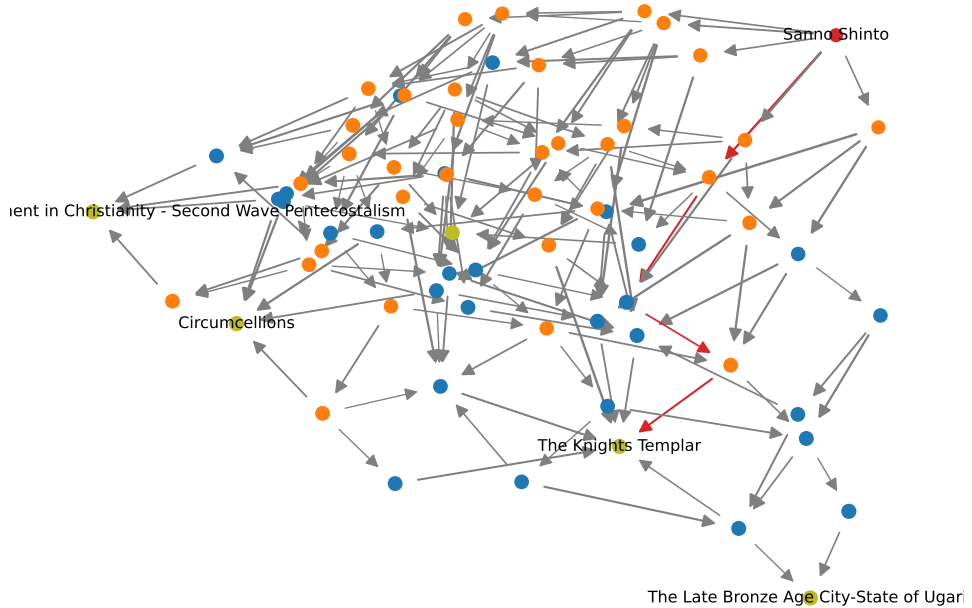 Sanno Shinto
ent in Christianity - Second Wave Pentecostalism
Circumcellions
The Knights Templar
The Late Bronze Age City-State of Ugari